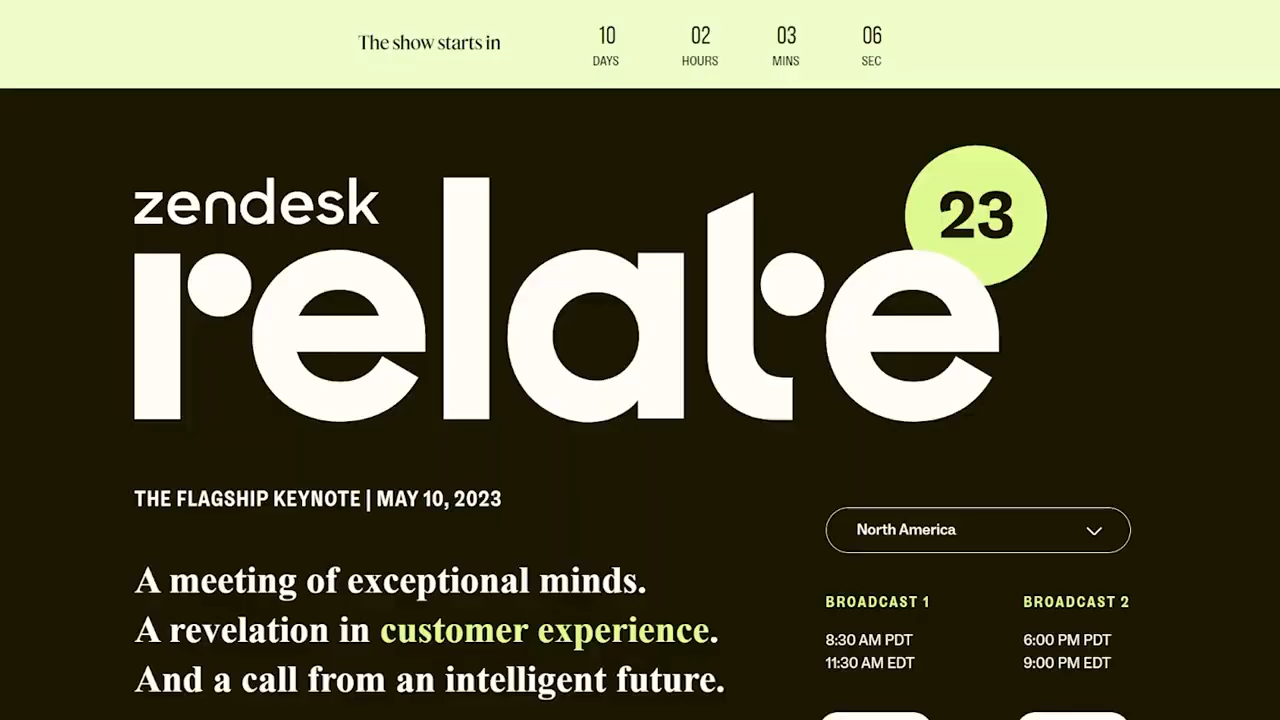 The show starts in
10 02 03 06
DAYS HOURS MINS SEC
zendesk
relate
23
THE FLAGSHIP KEYNOTE | MAY 10, 2023
A meeting of exceptional minds.
A revelation in customer experience.
And a call from an intelligent future.
North America
BROADCAST 1 BROADCAST 2
8:30 AM PDT 6:00 PM PDT
11:30 AM EDT 9:00 PM EDT